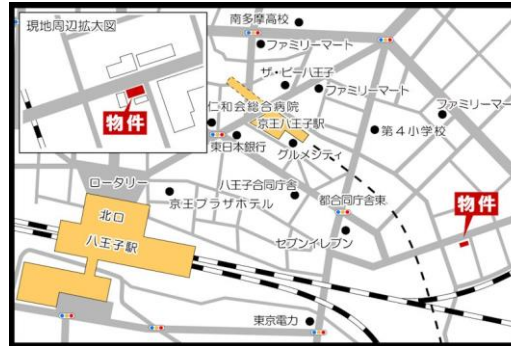 現地周辺拡大図
物件
南多摩高校
ファミリーマート
ザ・ビー八王子
ファミリーマート
仁和会総合病院
京王八王子駅
ファミリーマー
東日本銀行
グルメシティ
第4小学校
ロータリー
八王子合同庁舎
京王プラザホテル
都合同庁舎東
物件
北口
八王子駅
セブンイレブン
東京電力